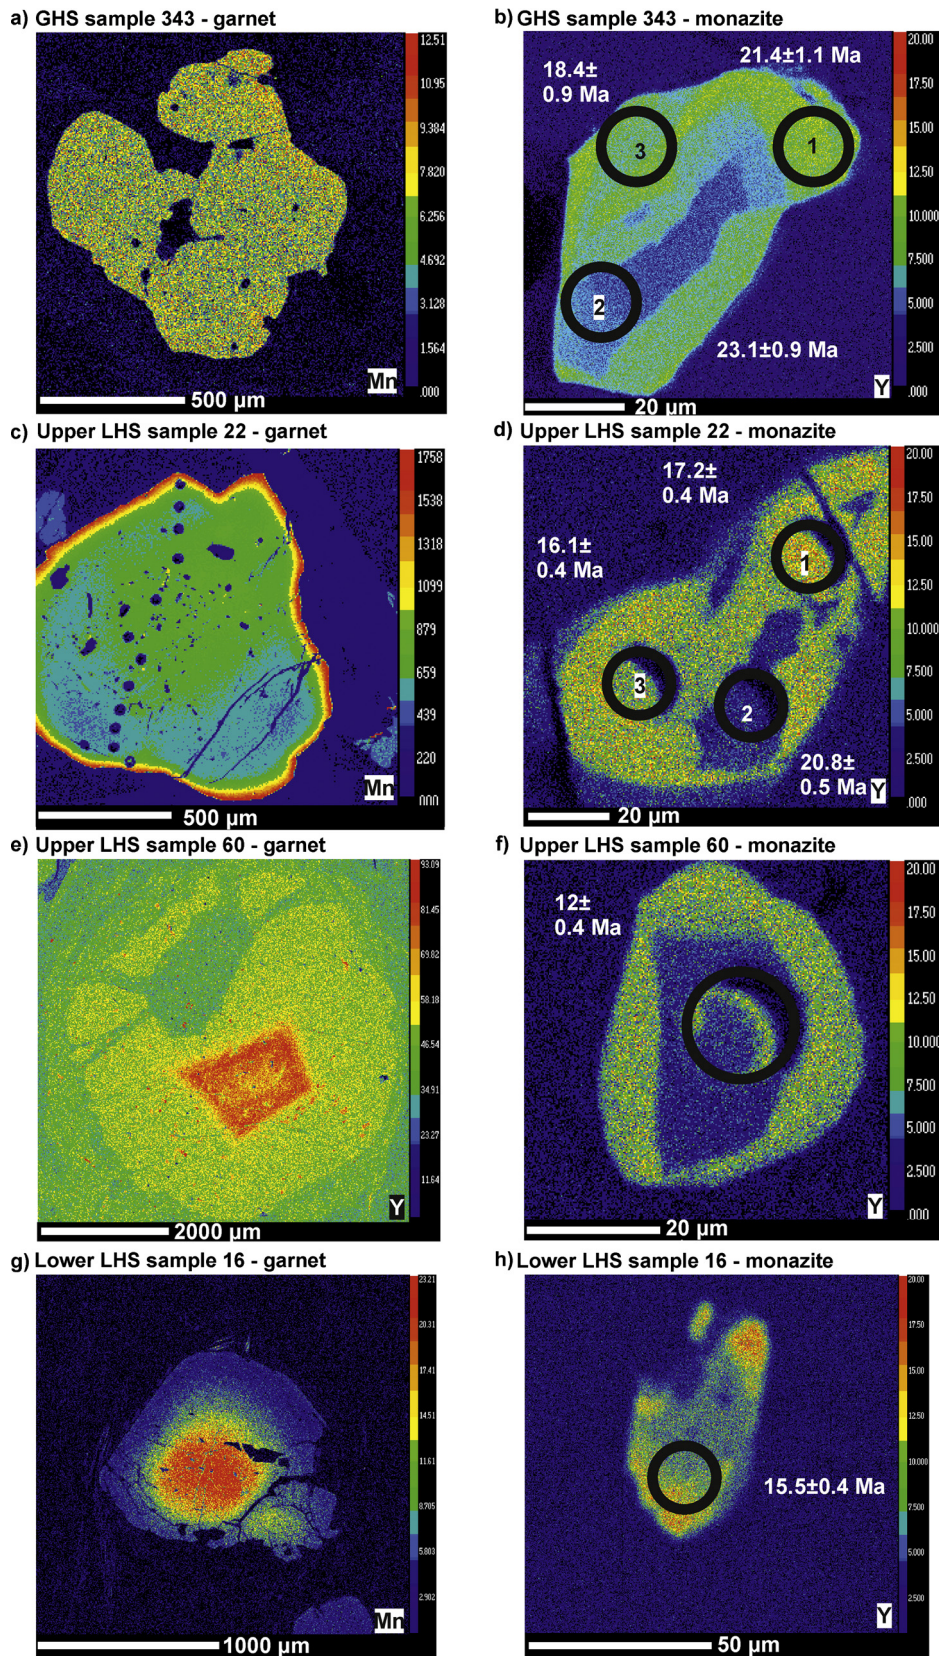 a) GHS sample 343 - garnet
12.51
10.95
9.384
7.820
6.256
4.692
3.128
1.564
.000
Mn
500 µm
b) GHS sample 343 - monazite
20.00
17.50
15.00
12.50
10.000
7.500
5.000
2.500
.000
21.4±1.1 Ma
18.4±
0.9 Ma
3
1
2
23.1±0.9 Ma
Y
20 µm
c) Upper LHS sample 22 - garnet
1758
1538
1318
1099
879
659
439
220
000
Mn
500 µm
d) Upper LHS sample 22 - monazite
20.00
17.50
15.00
12.50
10.000
7.500
5.000
2.500
.000
17.2±
0.4 Ma
16.1±
0.4 Ma
1
3
2
20.8±
0.5 Ma
Y
20 µm
e) Upper LHS sample 60 - garnet
93.09
81.45
69.82
58.18
46.54
34.91
23.27
11.64
Y
2000 µm
f) Upper LHS sample 60 - monazite
20.00
17.50
15.00
12.50
10.000
7.500
5.000
2.500
.000
12±
0.4 Ma
Y
20 µm
g) Lower LHS sample 16 - garnet
23.21
20.31
17.41
14.51
11.61
8.705
5.803
2.902
Mn
1000 µm
h) Lower LHS sample 16 - monazite
20.00
17.50
15.00
12.50
10.000
7.500
5.000
2.500
15.5±0.4 Ma
Y
50 µm